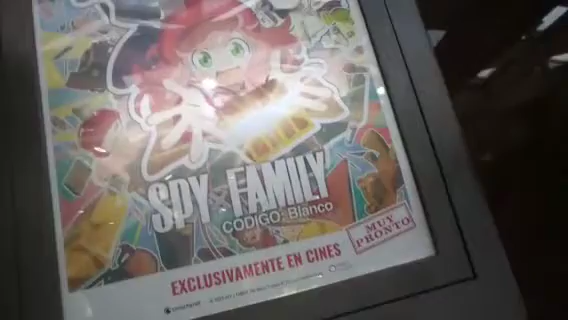 SPY FAMILY
CÓDIGO: Blanco
EXCLUSIVAMENTE EN CINES
MUY
PRONTO